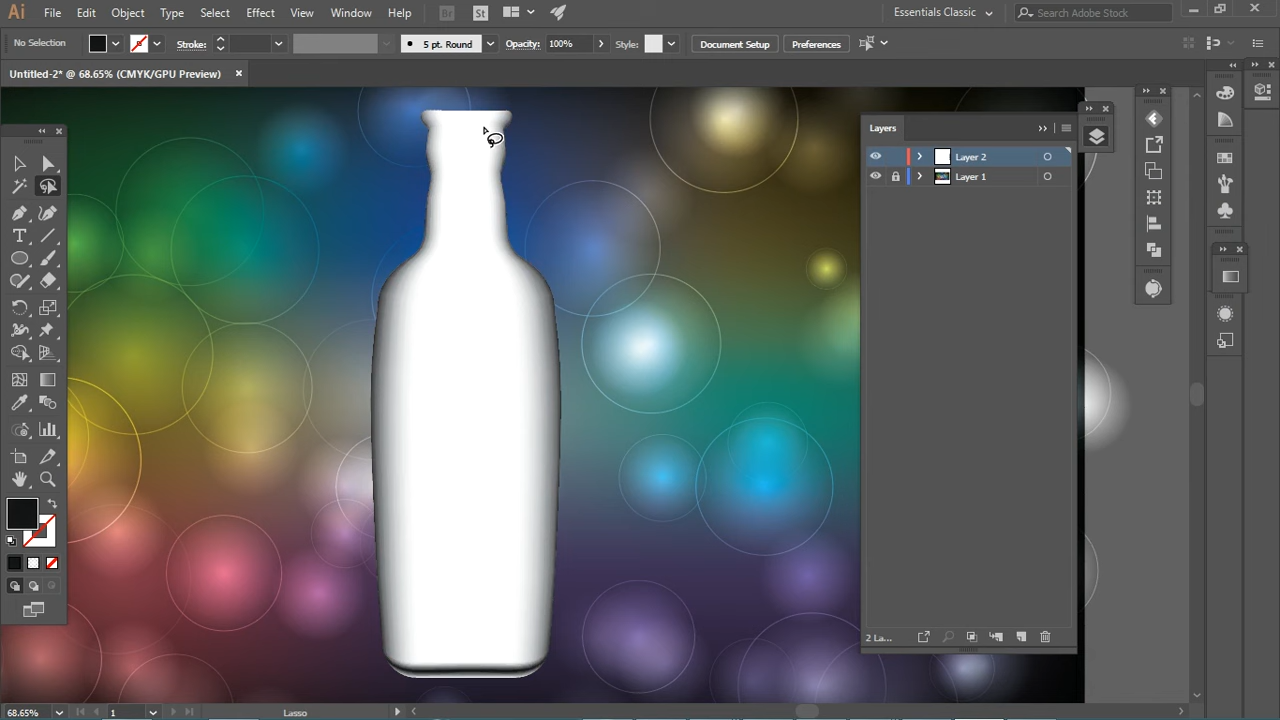 Ai File Edit Object Type Select Effect View Window Help Br St Essentials Classic Search Adobe Stock
No Selection Stroke: 5 pt. Round Opacity: 100% Style: Document Setup Preferences
Untitled-2* @ 68.65% (CMYK/GPU Preview) ×
Layers
Layer 2
Layer 1
2 La...
68.65% 1 Lasso